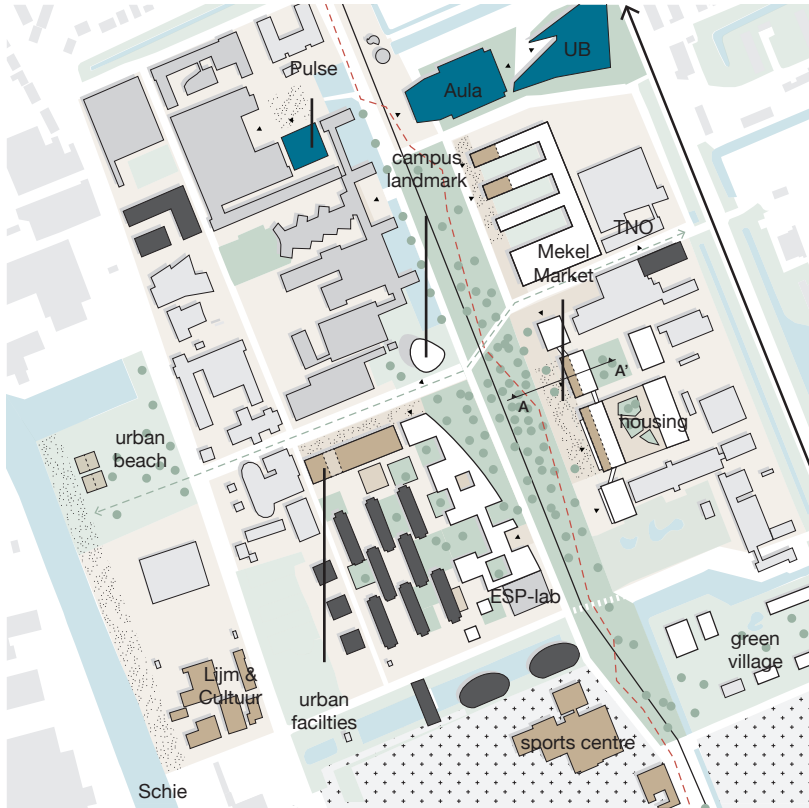 UB
Pulse
Aula
campus
landmark
TNO
Mekel
Market
A
A'
housing
urban
beach
ESP-lab
green
village
Lijm &
Cultuur
urban
facilties
sports centre
Schie